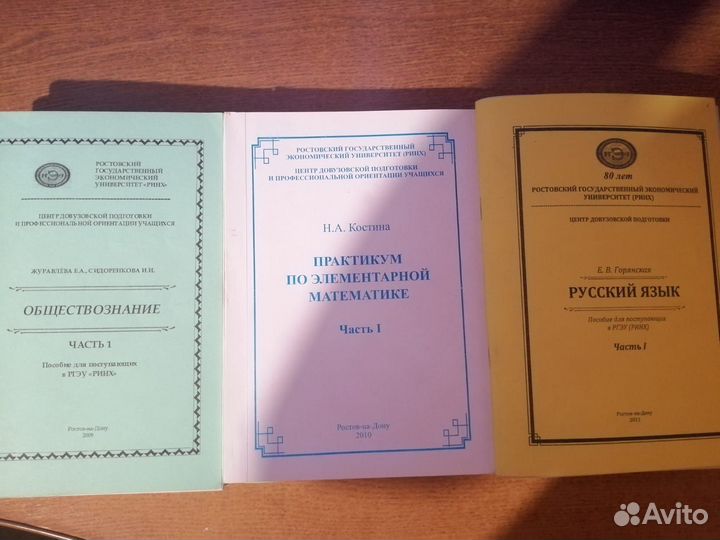 РОСТОВСКИЙ
ГОСУДАРСТВЕННЫЙ
ЭКОНОМИЧЕСКИЙ
УНИВЕРСИТЕТ «РИНХ»
ЦЕНТР ДОВУЗОВСКОЙ ПОДГОТОВКИ
И ПРОФЕССИОНАЛЬНОЙ ОРИЕНТАЦИИ УЧАЩИХСЯ
ЖУРАВЛЕВА Е.А., СИДОРЕНКОВА И.И.
ОБЩЕСТВОЗНАНИЕ
ЧАСТЬ 1
Пособие для поступающих
в РГЭУ «РИНХ»
Ростов-на-Дону
2009
РОСТОВСКИЙ ГОСУДАРСТВЕННЫЙ
ЭКОНОМИЧЕСКИЙ УНИВЕРСИТЕТ (РИНХ)
ЦЕНТР ДОВУЗОВСКОЙ ПОДГОТОВКИ
И ПРОФЕССИОНАЛЬНОЙ ОРИЕНТАЦИИ УЧАЩИХСЯ
Н.А. Костина
ПРАКТИКУМ
ПО ЭЛЕМЕНТАРНОЙ
МАТЕМАТИКЕ
Часть I
Ростов-на-Дону
2010
80 лет
РОСТОВСКИЙ ГОСУДАРСТВЕННЫЙ ЭКОНОМИЧЕСКИЙ
УНИВЕРСИТЕТ (РИНХ)
ЦЕНТР ДОВУЗОВСКОЙ ПОДГОТОВКИ
Е. В. Горянская
РУССКИЙ ЯЗЫК
Пособие для поступающих
в РГЭУ (РИНХ)
Часть I
Ростов-на-Дону
2011
Avito